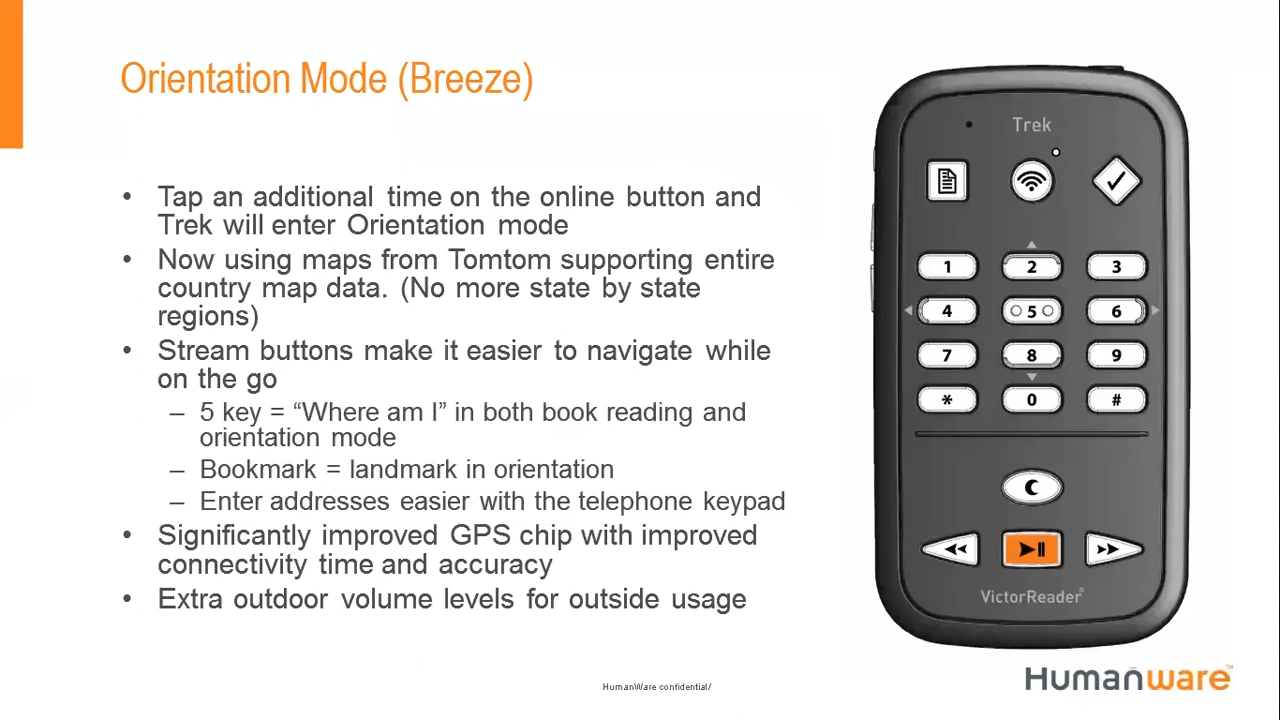 Orientation Mode (Breeze)
• Tap an additional time on the online button and
Trek will enter Orientation mode
• Now using maps from Tomtom supporting entire
country map data. (No more state by state
regions)
• Stream buttons make it easier to navigate while
on the go
– 5 key = “Where am I” in both book reading and
orientation mode
– Bookmark = landmark in orientation
– Enter addresses easier with the telephone keypad
• Significantly improved GPS chip with improved
connectivity time and accuracy
• Extra outdoor volume levels for outside usage
Trek
1 2 3
4 5 6
7 8 9
* 0 #
VictorReader®
HumanWare confidential/
Humanware™